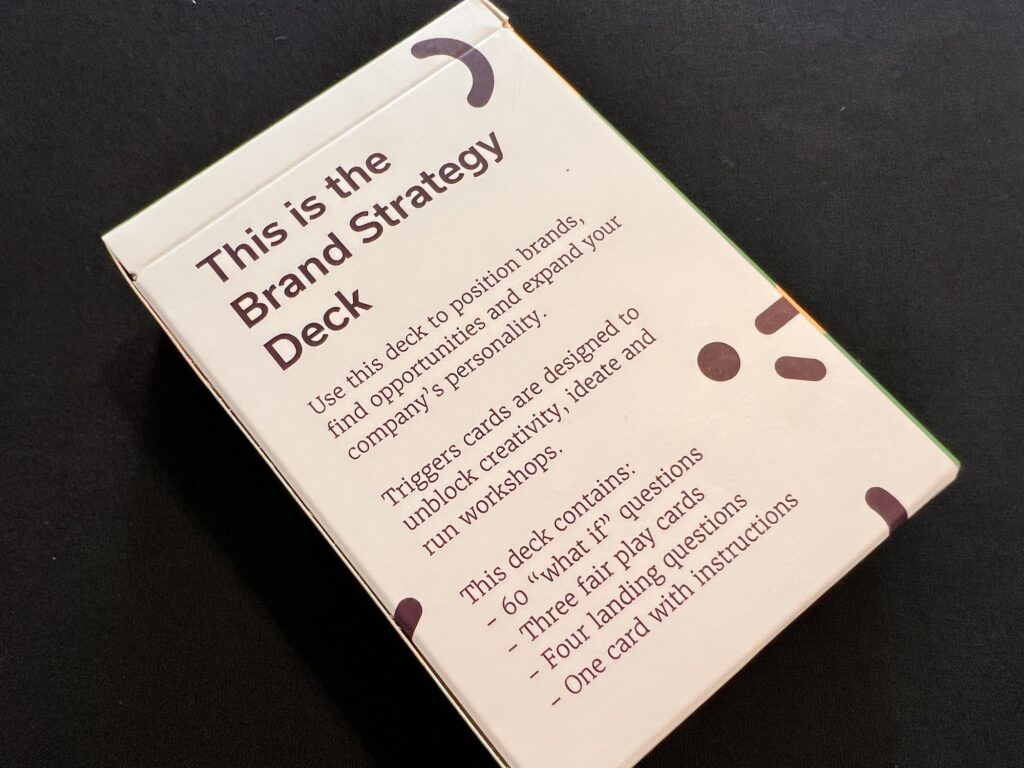 This is the
Brand Strategy
Deck
Use this deck to position brands,
find opportunities and expand your
company's personality.
Triggers cards are designed to
unblock creativity, ideate and
run workshops.
This deck contains:
- 60 “what if” questions
- Three fair play cards
- Four landing questions
- One card with instructions